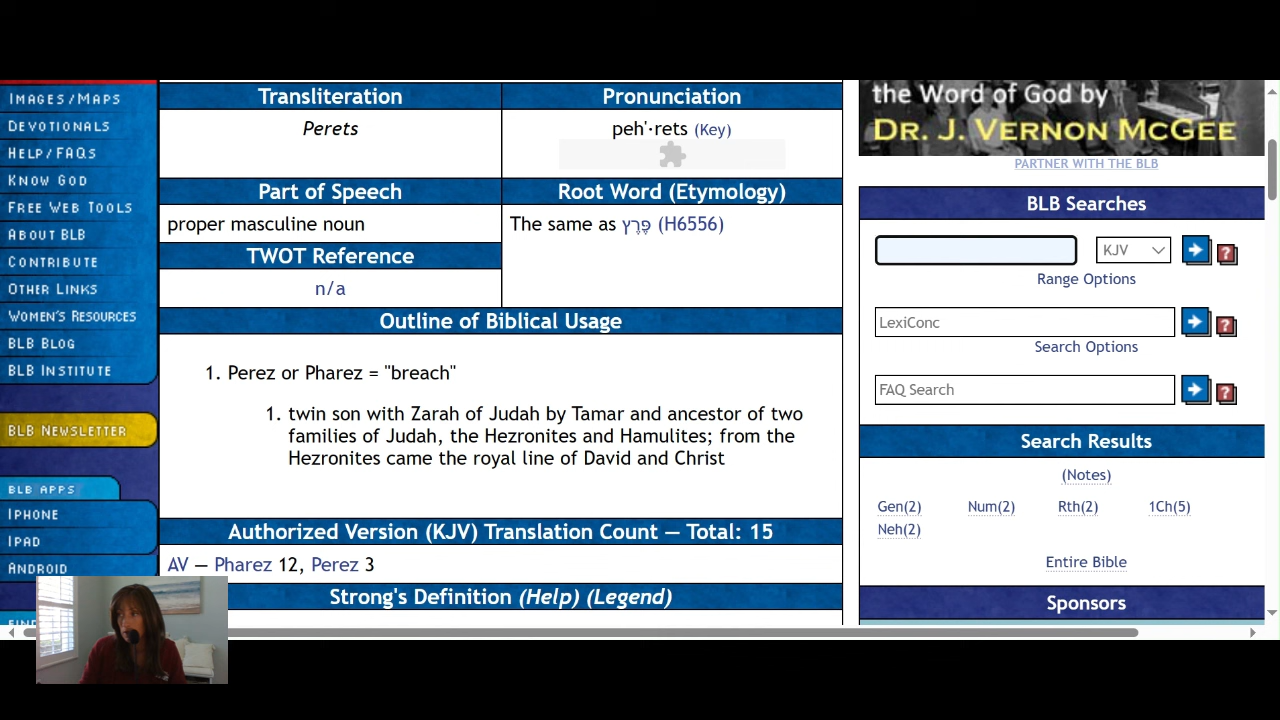 IMAGES/MAPS
DEVOTIONALS
HELP/FAQS
KNOW GOD
FREE WEB TOOLS
ABOUT BLB
CONTRIBUTE
OTHER LINKS
WOMEN'S RESOURCES
BLB BLOG
BLB INSTITUTE
BLB NEWSLETTER
BLB APPS
IPHONE
IPAD
ANDROID
Transliteration
Perets
Pronunciation
peh'·rets (Key)
Part of Speech
proper masculine noun
Root Word (Etymology)
The same as פֶּרֶץ (H6556)
TWOT Reference
n/a
Outline of Biblical Usage
1. Perez or Pharez = "breach"
1. twin son with Zarah of Judah by Tamar and ancestor of two
families of Judah, the Hezronites and Hamulites; from the
Hezronites came the royal line of David and Christ
Authorized Version (KJV) Translation Count — Total: 15
AV — Pharez 12, Perez 3
Strong's Definition (Help) (Legend)
the Word of God by
DR. J. VERNON MCGEE
PARTNER WITH THE BLB
BLB Searches
KJV
Range Options
LexiConc
Search Options
FAQ Search
Search Results
(Notes)
Gen(2) Num(2) Rth(2) 1Ch(5)
Neh(2)
Entire Bible
Sponsors